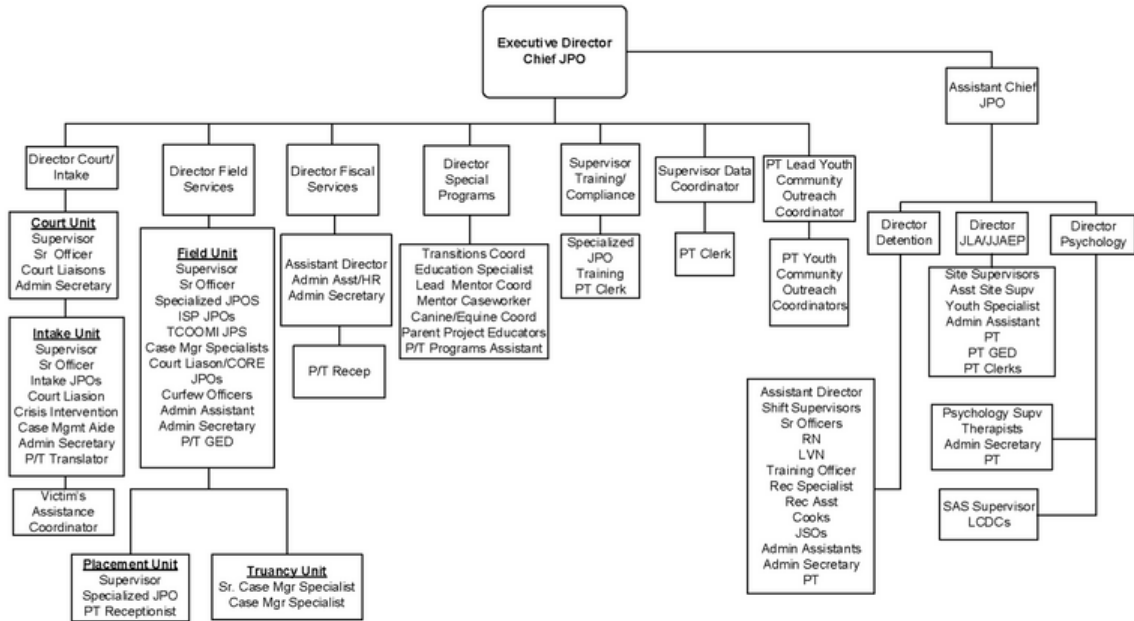 Executive Director
Chief JPO
Assistant Chief
JPO
Director Court/
Intake
Director Field
Services
Director Fiscal
Services
Director
Special
Programs
Supervisor
Training/
Compliance
Supervisor Data
Coordinator
PT Lead Youth
Community
Outreach
Coordinator
Director
Detention
Director
JLA/JJAEP
Director
Psychology
Court Unit
Supervisor
Sr Officer
Court Liaisons
Admin Secretary
Intake Unit
Supervisor
Sr Officer
Intake JPOs
Court Liasion
Crisis Intervention
Case Mgmt Aide
Admin Secretary
P/T Translator
Victim's
Assistance
Coordinator
Field Unit
Supervisor
Sr Officer
Specialized JPOS
ISP JPOs
TCOOMI JPS
Case Mgr Specialists
Court Liason/CORE
JPOs
Curfew Officers
Admin Assistant
Admin Secretary
P/T GED
Placement Unit
Supervisor
Specialized JPO
PT Receptionist
Truancy Unit
Sr. Case Mgr Specialist
Case Mgr Specialist
Assistant Director
Admin Asst/HR
Admin Secretary
P/T Recep
Transitions Coord
Education Specialist
Lead Mentor Coord
Mentor Caseworker
Canine/Equine Coord
Parent Project Educators
P/T Programs Assistant
Specialized
JPO
Training
PT Clerk
PT Clerk
PT Youth
Community
Outreach
Coordinators
Assistant Director
Shift Supervisors
Sr Officers
RN
LVN
Training Officer
Rec Specialist
Rec Asst
Cooks
JSOs
Admin Assistants
Admin Secretary
PT
Site Supervisors
Asst Site Supv
Youth Specialist
Admin Assistant
PT
PT GED
PT Clerks
Psychology Supv
Therapists
Admin Secretary
PT
SAS Supervisor
LCDCs